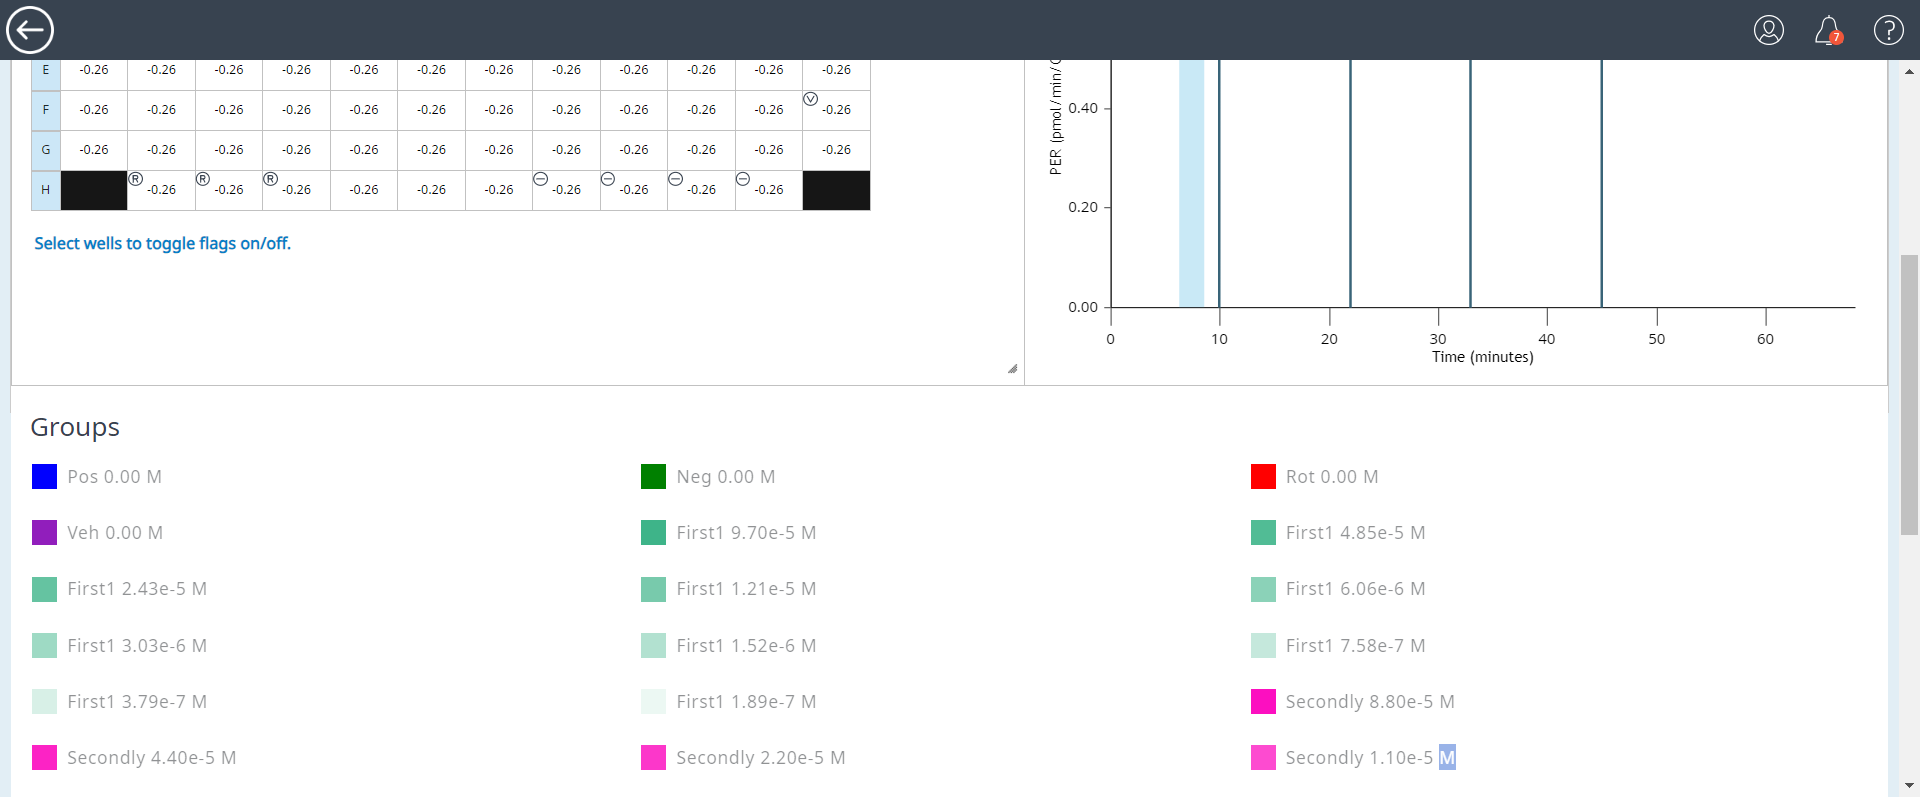 7
?
E -0.26 -0.26 -0.26 -0.26 -0.26 -0.26 -0.26 -0.26 -0.26 -0.26 -0.26 -0.26
F -0.26 -0.26 -0.26 -0.26 -0.26 -0.26 -0.26 -0.26 -0.26 -0.26 -0.26 V -0.26
G -0.26 -0.26 -0.26 -0.26 -0.26 -0.26 -0.26 -0.26 -0.26 -0.26 -0.26 -0.26
H R -0.26 R -0.26 R -0.26 -0.26 -0.26 -0.26 -0.26 -0.26 -0.26 -0.26
Select wells to toggle flags on/off.
PER (pmol/min/
0.40
0.20
0.00
0 10 20 30 40 50 60
Time (minutes)
Groups
Pos 0.00 M
Neg 0.00 M
Rot 0.00 M
Veh 0.00 M
First1 9.70e-5 M
First1 4.85e-5 M
First1 2.43e-5 M
First1 1.21e-5 M
First1 6.06e-6 M
First1 3.03e-6 M
First1 1.52e-6 M
First1 7.58e-7 M
First1 3.79e-7 M
First1 1.89e-7 M
Secondly 8.80e-5 M
Secondly 4.40e-5 M
Secondly 2.20e-5 M
Secondly 1.10e-5 M